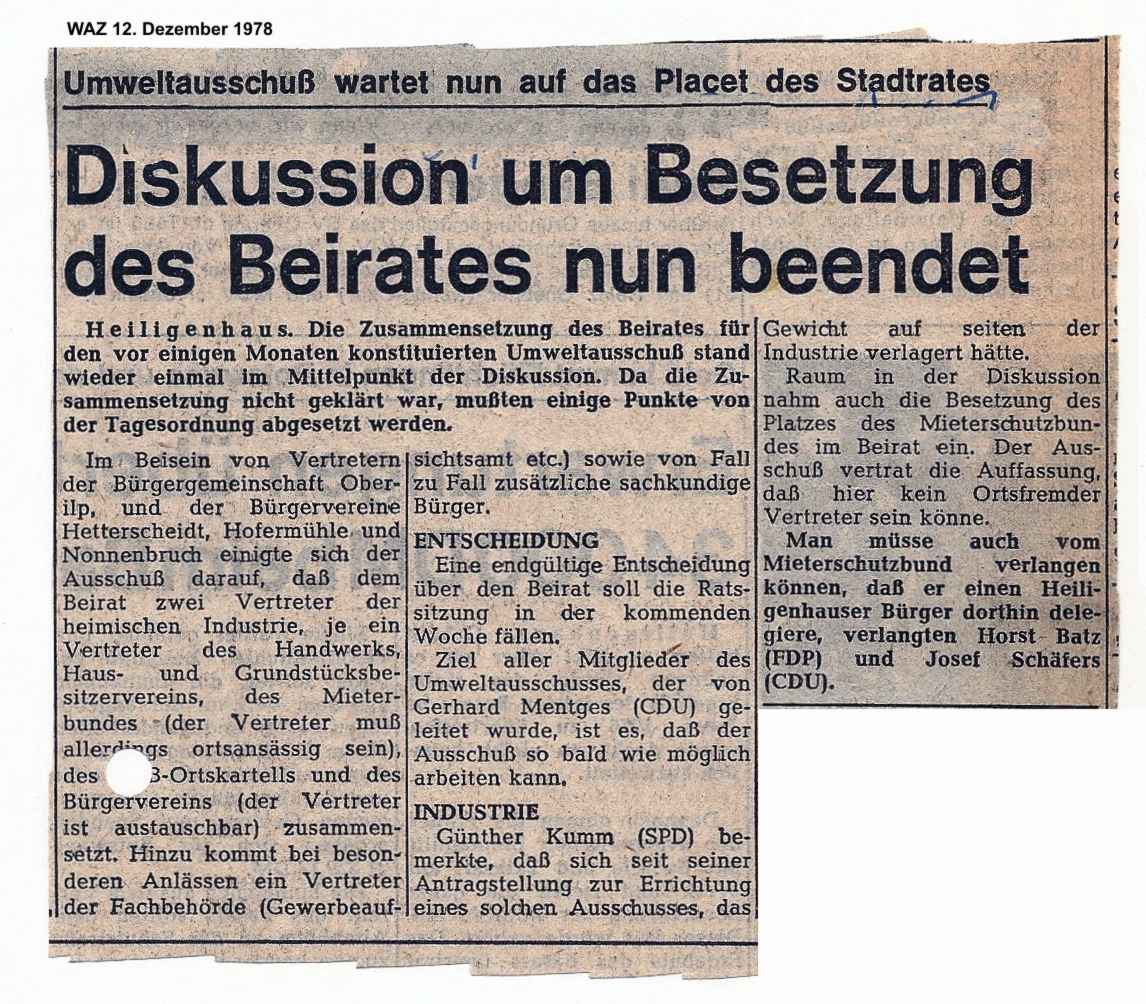 WAZ 12. Dezember 1978
Umweltausschuß wartet nun auf das Placet des Stadtrates
Diskussion um Besetzung
des Beirates nun beendet
Heiligenhaus. Die Zusammensetzung des Beirates für
den vor einigen Monaten konstituierten Umweltausschuß stand
wieder einmal im Mittelpunkt der Diskussion. Da die Zu-
sammensetzung nicht geklärt war, mußten einige Punkte von
der Tagesordnung abgesetzt werden.
Im Beisein von Vertretern
der Bürgergemeinschaft Ober-
ilp, und der Bürgervereine
Hetterscheidt, Hofermühle und
Nonnenbruch einigte sich der
Ausschuß darauf, daß dem
Beirat zwei Vertreter der
heimischen Industrie, je ein
Vertreter des Handwerks,
Haus- und Grundstücksbe-
sitzervereins, des Mieter-
bundes (der Vertreter muß
allerdings ortsansässig sein),
des B-Ortskartells und des
Bürgervereins (der Vertreter
ist austauschbar) zusammen-
setzt. Hinzu kommt bei beson-
deren Anlässen ein Vertreter
der Fachbehörde (Gewerbeauf-
sichtsamt etc.) sowie von Fall
zu Fall zusätzliche sachkundige
Bürger.
ENTSCHEIDUNG
Eine endgültige Entscheidung
über den Beirat soll die Rats-
sitzung in der kommenden
Woche fällen.
Ziel aller Mitglieder des
Umweltausschusses, der von
Gerhard Mentges (CDU) ge-
leitet wurde, ist es, daß der
Ausschuß so bald wie möglich
arbeiten kann.
INDUSTRIE
Günther Kumm (SPD) be-
merkte, daß sich seit seiner
Antragstellung zur Errichtung
eines solchen Ausschusses, das
Gewicht auf seiten der
Industrie verlagert hätte.
Raum in der Diskussion
nahm auch die Besetzung des
Platzes des Mieterschutzbun-
des im Beirat ein. Der Aus-
schuß vertrat die Auffassung,
daß hier kein Ortsfremder
Vertreter sein könne.
Man müsse auch vom
Mieterschutzbund verlangen
können, daß er einen Heili-
genhauser Bürger dorthin dele-
giere, verlangten Horst Batz
(FDP) und Josef Schäfers
(CDU).